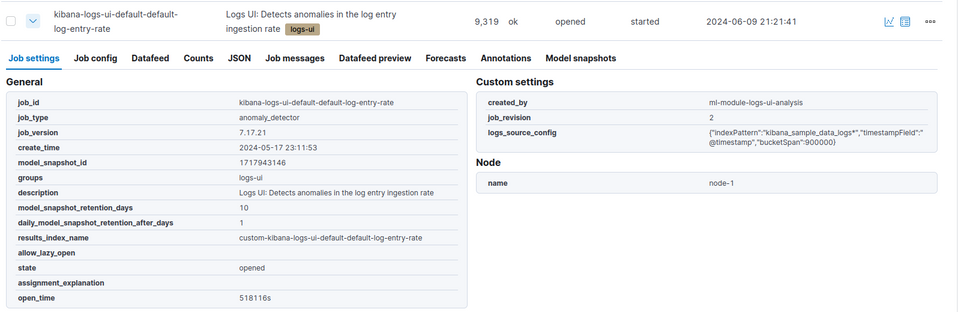 kibana-logs-ui-default-default-
log-entry-rate
Logs UI: Detects anomalies in the log entry
ingestion rate logs-ui
9,319 ok opened started 2024-06-09 21:21:41
Job settings Job config Datafeed Counts JSON Job messages Datafeed preview Forecasts Annotations Model snapshots
General
job_id kibana-logs-ui-default-default-log-entry-rate
job_type anomaly_detector
job_version 7.17.21
create_time 2024-05-17 23:11:53
model_snapshot_id 1717943146
groups logs-ui
description Logs UI: Detects anomalies in the log entry ingestion rate
model_snapshot_retention_days 10
daily_model_snapshot_retention_after_days 1
results_index_name custom-kibana-logs-ui-default-default-log-entry-rate
allow_lazy_open
state opened
assignment_explanation
open_time 518116s
Custom settings
created_by ml-module-logs-ui-analysis
job_revision 2
logs_source_config {"indexPattern":"kibana_sample_data_logs*","timestampField":"
@timestamp","bucketSpan":900000}
Node
name node-1